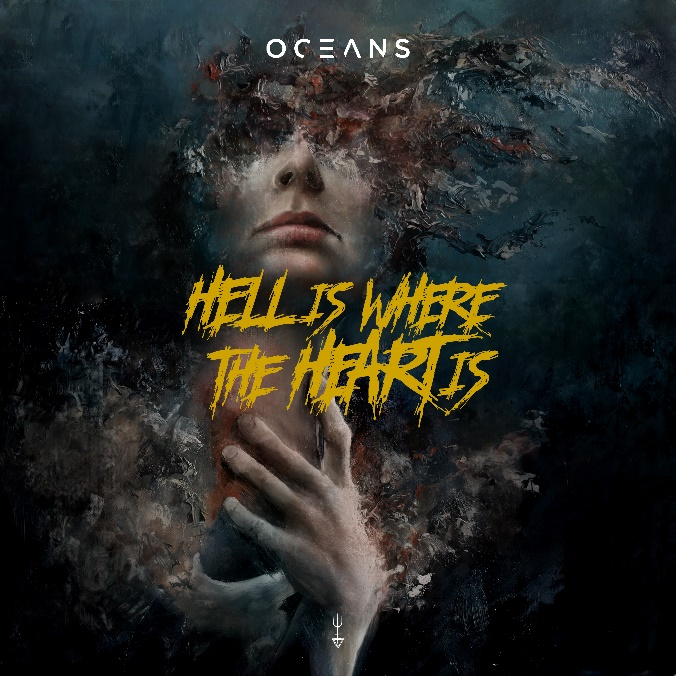 OCEANS
HELL IS WHERE
THE HEART IS